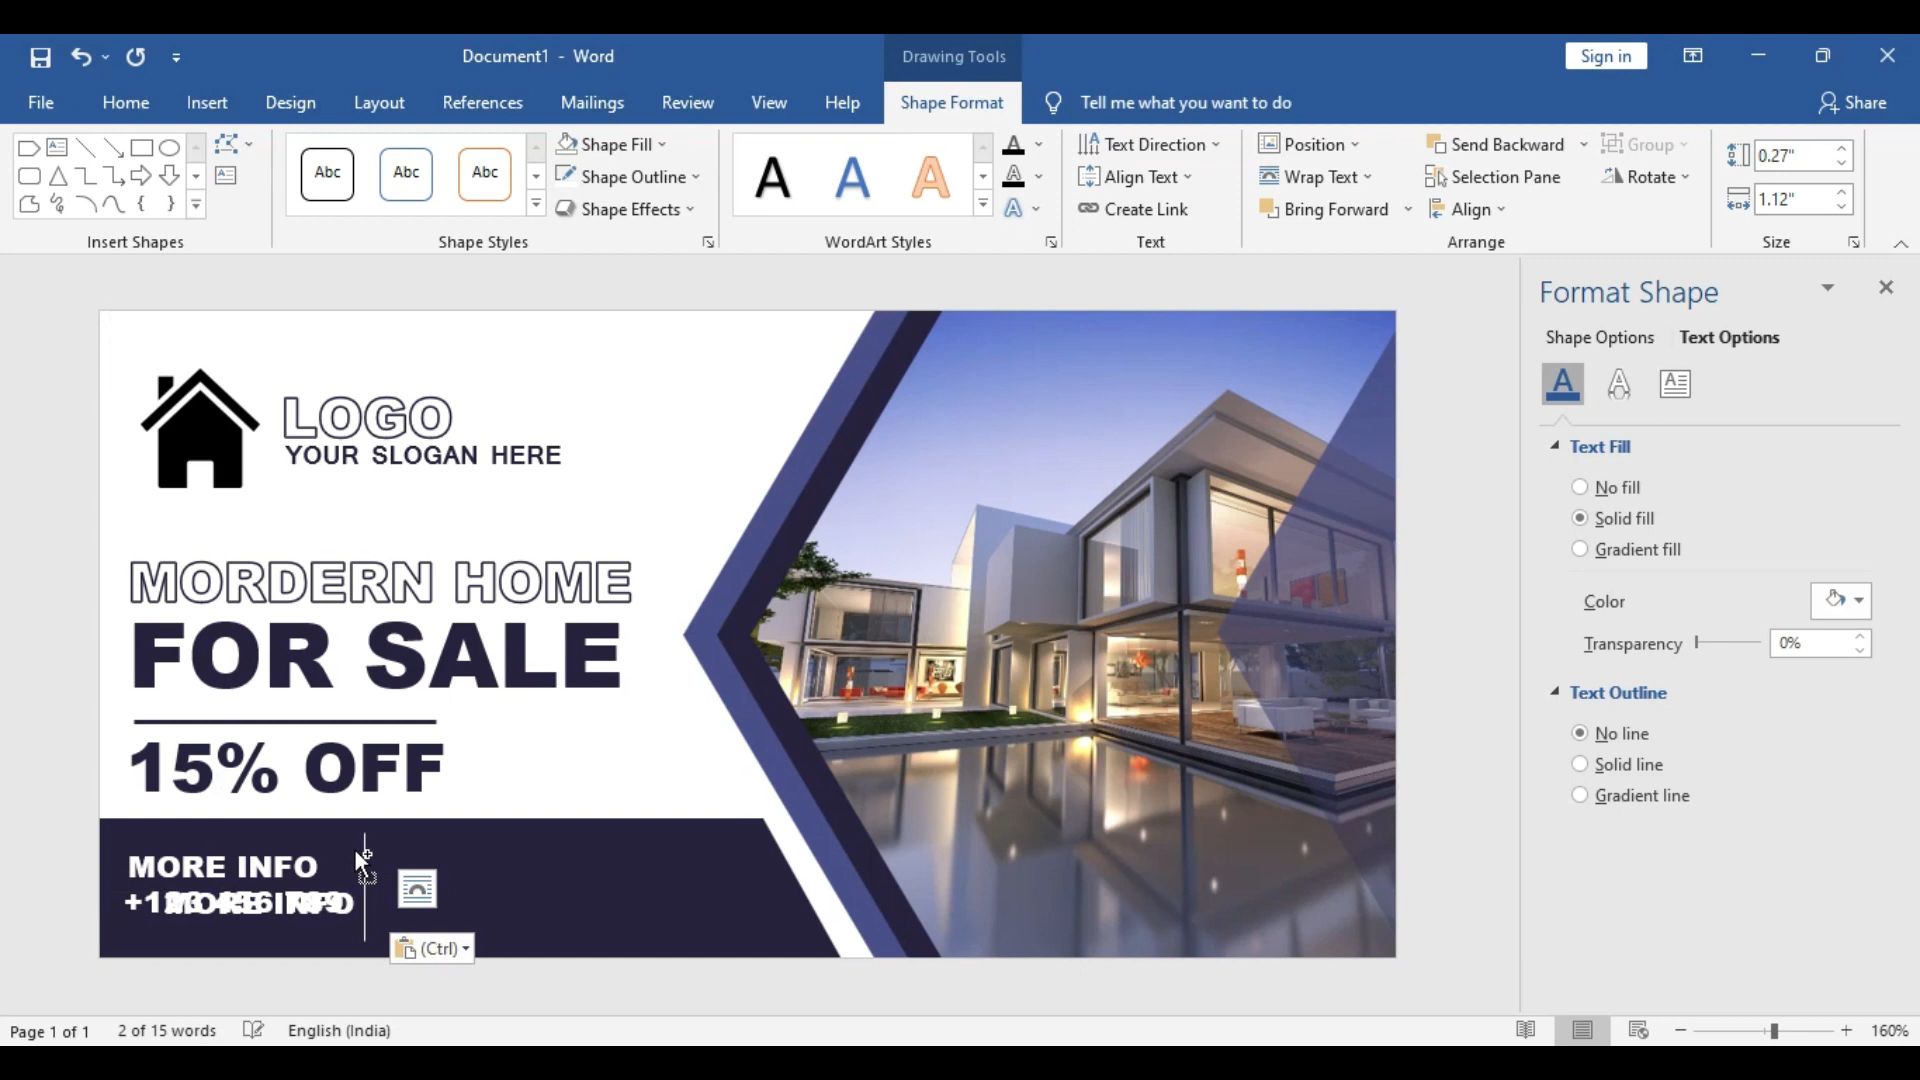 Document1 - Word
Drawing Tools
Sign in
File
Home
Insert
Design
Layout
References
Mailings
Review
View
Help
Shape Format
Tell me what you want to do
Share
Abc
Abc
Abc
Shape Fill
Shape Outline
Shape Effects
A
A
A
Text Direction
Align Text
Create Link
Position
Wrap Text
Bring Forward
Send Backward
Selection Pane
Align
Group
Rotate
0.27"
1.12"
Insert Shapes
Shape Styles
WordArt Styles
Text
Arrange
Size
LOGO
YOUR SLOGAN HERE
MORDERN HOME
FOR SALE
15% OFF
MORE INFO
+123 456 789
MORE INFO
(Ctrl)
Format Shape
Shape Options
Text Options
Text Fill
No fill
Solid fill
Gradient fill
Color
Transparency
0%
Text Outline
No line
Solid line
Gradient line
Page 1 of 1
2 of 15 words
English (India)
160%